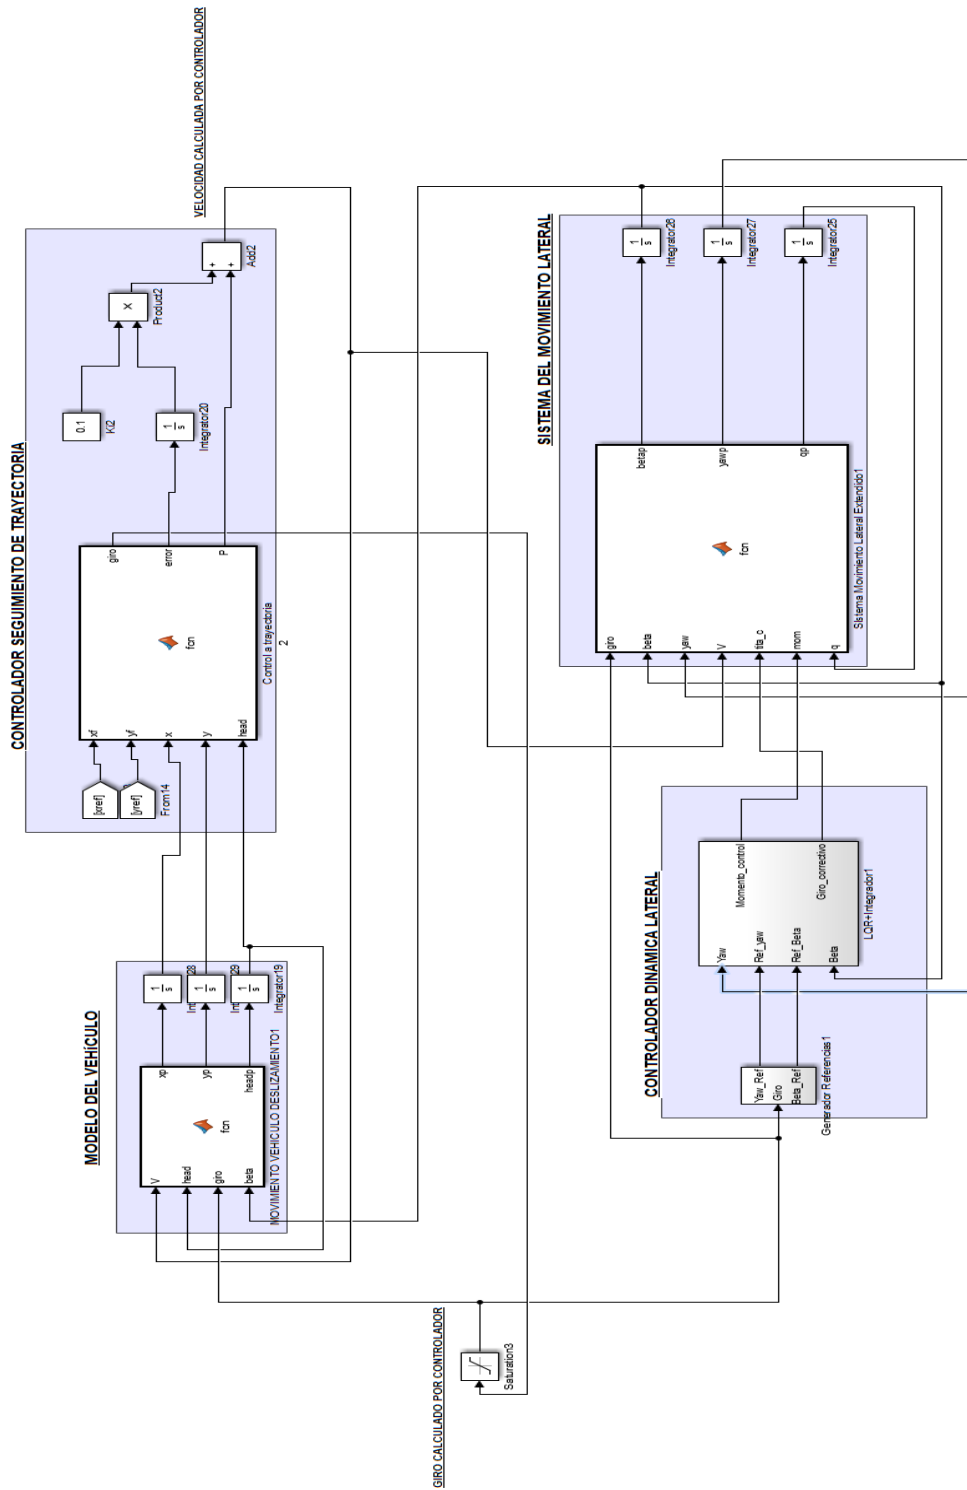 GIRO CALCULADO POR CONTROLADOR
Saturation3
MODELO DEL VEHÍCULO
V
head
giro
beta
fcn
xp
yp
headp
MOVIMIENTO VEHICULO DESLIZAMIENTO1
1
s
1
s
1
s
Integrator19
CONTROLADOR SEGUIMIENTO DE TRAYECTORIA
[xref]
[yref]
From14
xf
yf
x
y
head
fcn
giro
error
P
Control a trayectoria
2
0.1
Ki2
1
s
Integrator20
X
Product2
+
+
Add2
VELOCIDAD CALCULADA POR CONTROLADOR
CONTROLADOR DINAMICA LATERAL
Giro
Yaw_Ref
Beta_Ref
Generador Referencias1
Yaw
Ref_yaw
Ref_Beta
Beta
Momento_control
Giro_correctivo
LQR+Integrador1
SISTEMA DEL MOVIMIENTO LATERAL
giro
beta
yaw
V
tita_c
mom
q
fcn
betap
yawp
qp
Sistema Movimiento Lateral Extendido1
1
s
Integrator26
1
s
Integrator27
1
s
Integrator25